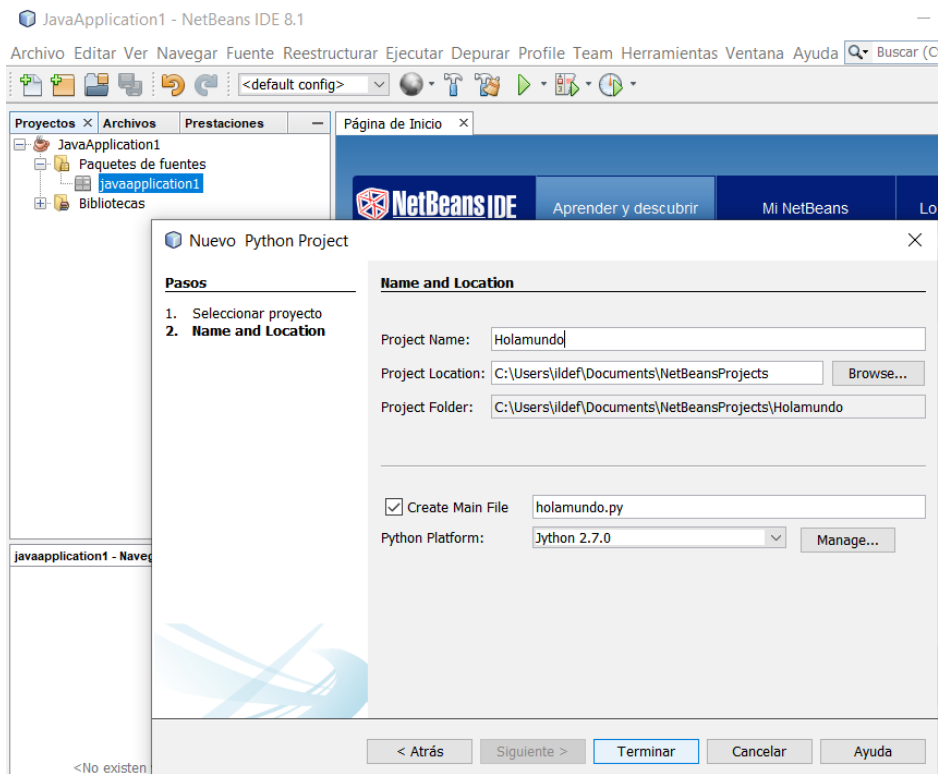 JavaApplication1 - NetBeans IDE 8.1
Archivo Editar Ver Navegar Fuente Reestructurar Ejecutar Depurar Profile Team Herramientas Ventana Ayuda Buscar (C
<default config>
Proyectos Archivos Prestaciones
Página de Inicio
JavaApplication1
Paquetes de fuentes
javaapplication1
Bibliotecas
NetBeans IDE Aprender y descubrir Mi NetBeans Lo
Nuevo Python Project
Pasos
1. Seleccionar proyecto
2. Name and Location
Name and Location
Project Name: Holamundo
Project Location: C:\Users\ildef\Documents\NetBeansProjects Browse...
Project Folder: C:\Users\ildef\Documents\NetBeansProjects\Holamundo
Create Main File holamundo.py
Python Platform: Jython 2.7.0 Manage...
javaapplication1 - Naveg
<No existen
< Atrás Siguiente > Terminar Cancelar Ayuda